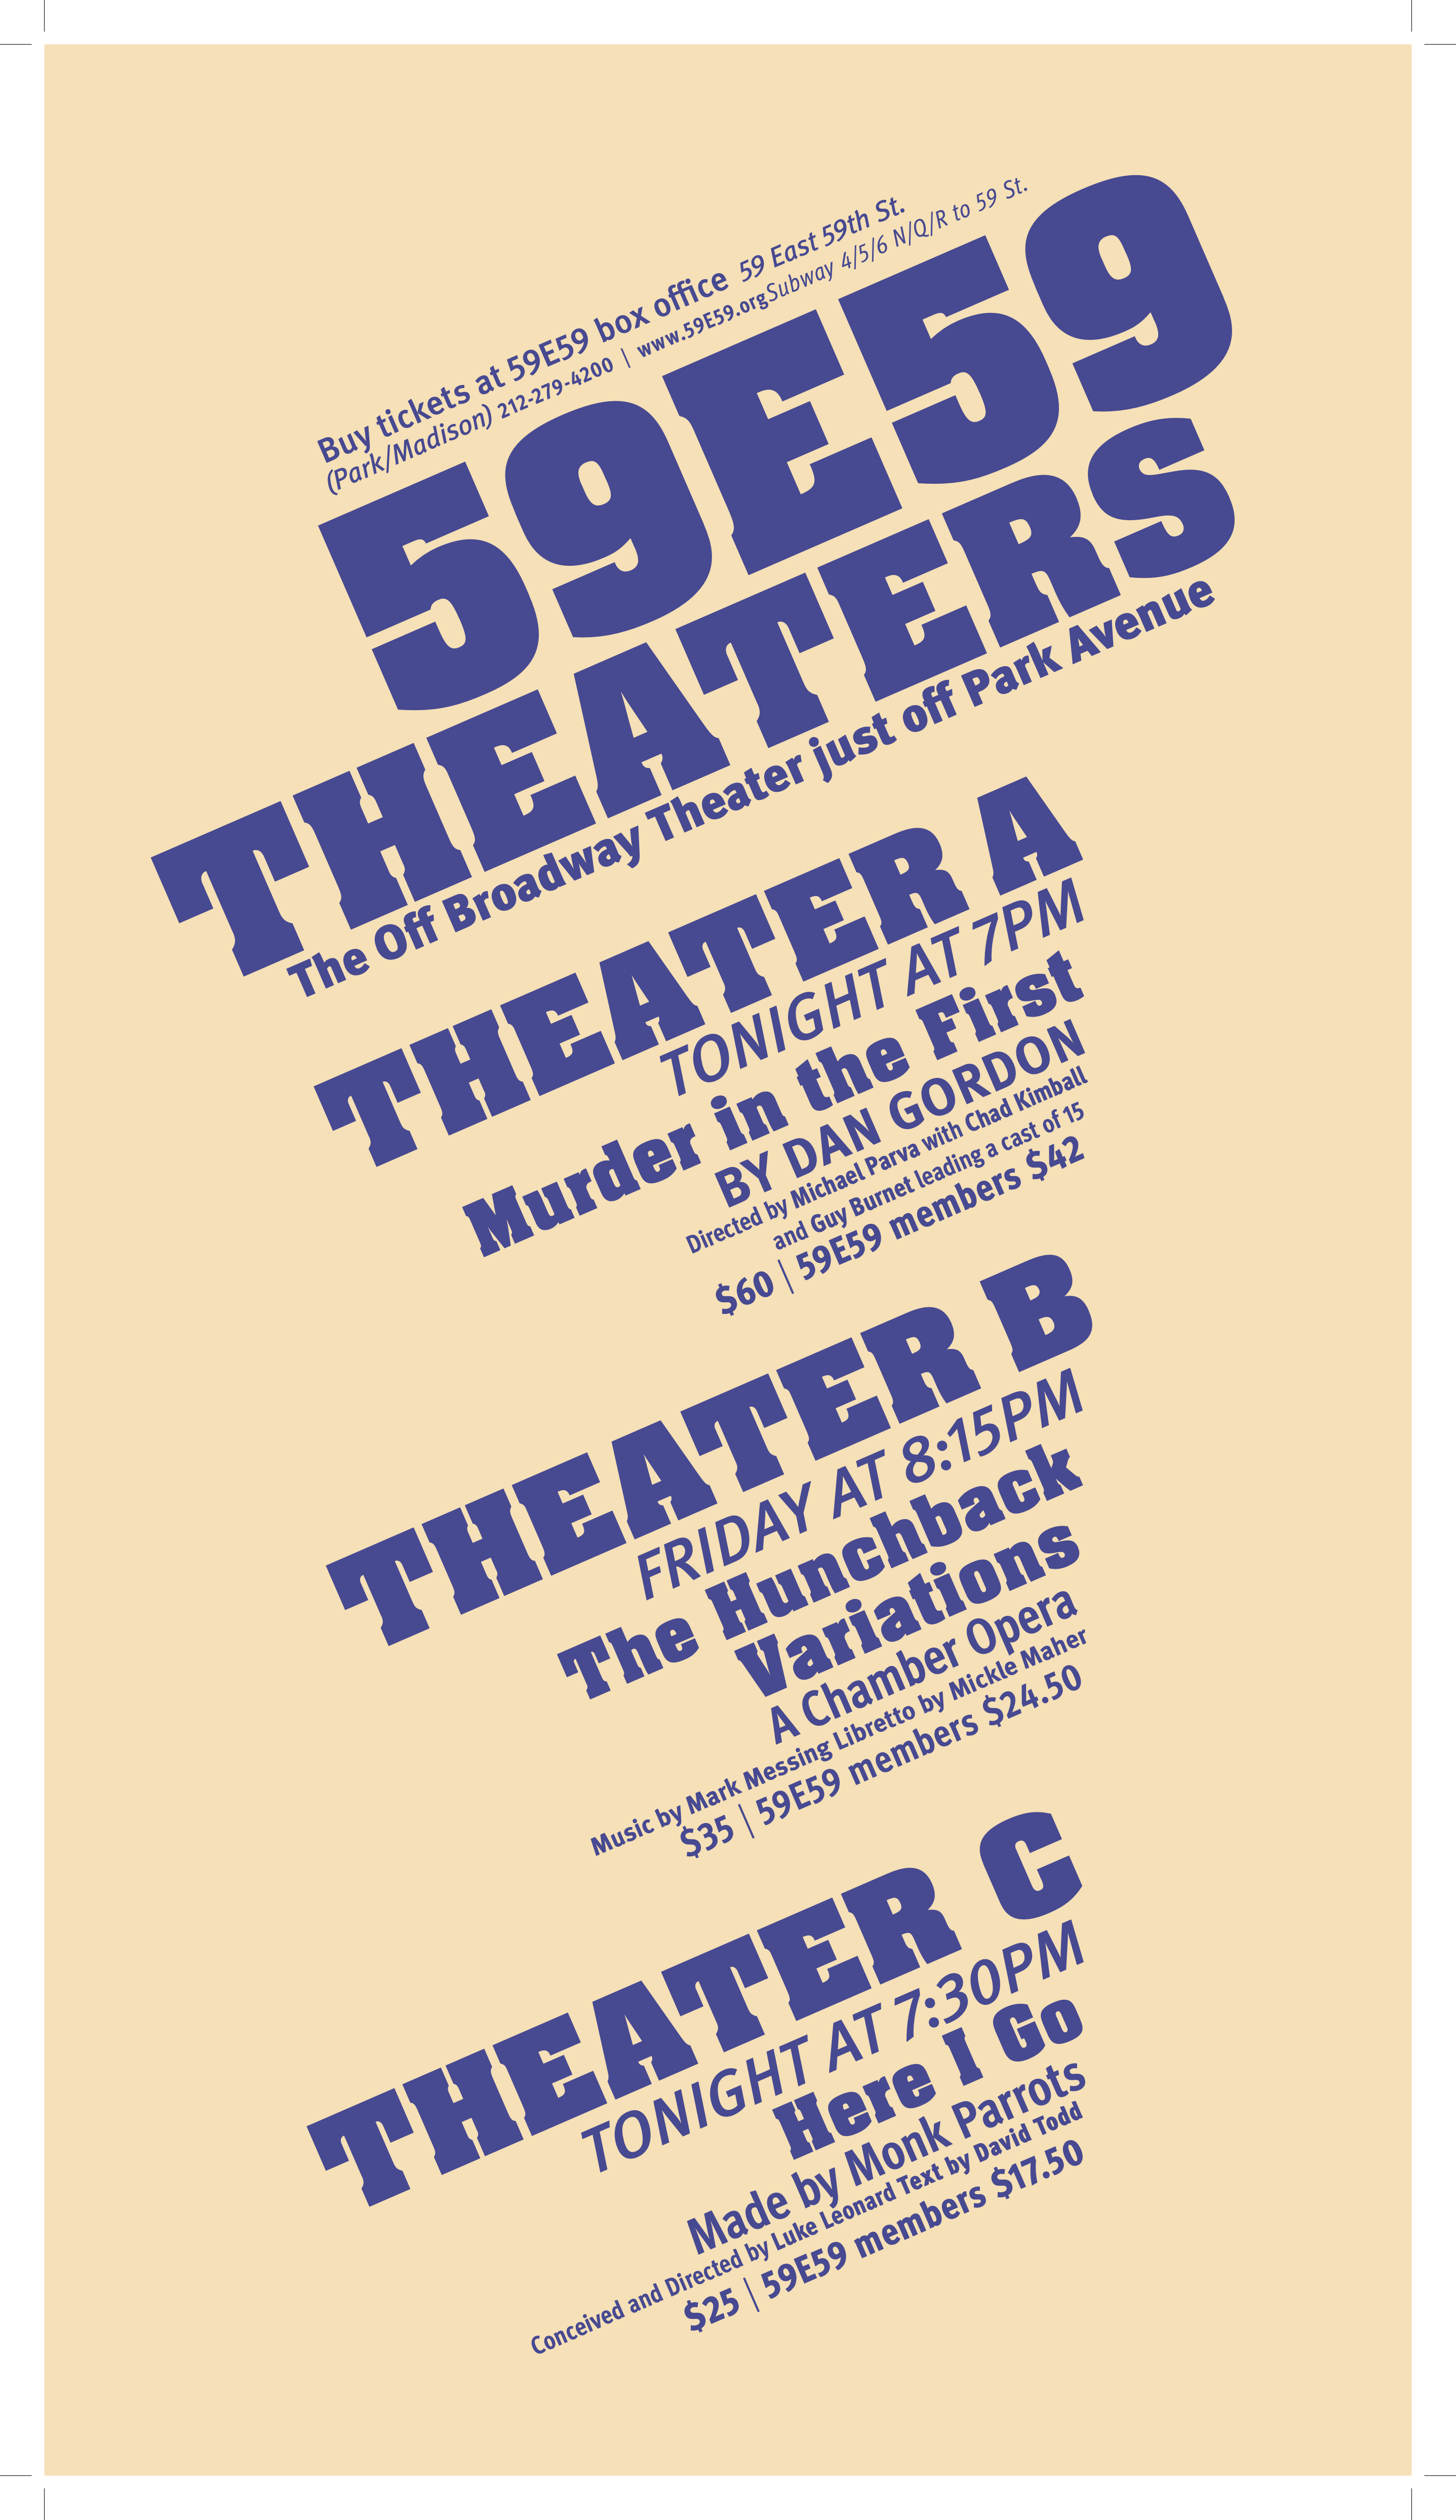 Buy tickets at 59E59 box office 59 East 59th St.
(Park/Madison) 212-279-4200 | www.59E59.orgSubway 4/5/6 N/Q/R to 59 St.
59E59
THEATERS
The Off Broadway Theater just off Park Avenue
THEATER A
TONIGHT AT 7PM
Murder in the First
BY DAN GORDON
Directed by Michael Parva with Chad Kimball
and Guy Burnet leading a cast of 15
$60 | 59E59 members $42
THEATER B
FRIDAY AT 8:15PM
The Hunchback
Variations
A Chamber Opera
Music by Mark Messing Libretto by Mickle Maher
$35 | 59E59 members $24.50
THEATER C
TONIGHT AT 7:30PM
Here I Go
Made by Monk Parrots
Conceived and Directed by Luke Leonard Text by David Todd
$25 | 59E59 members $17.50